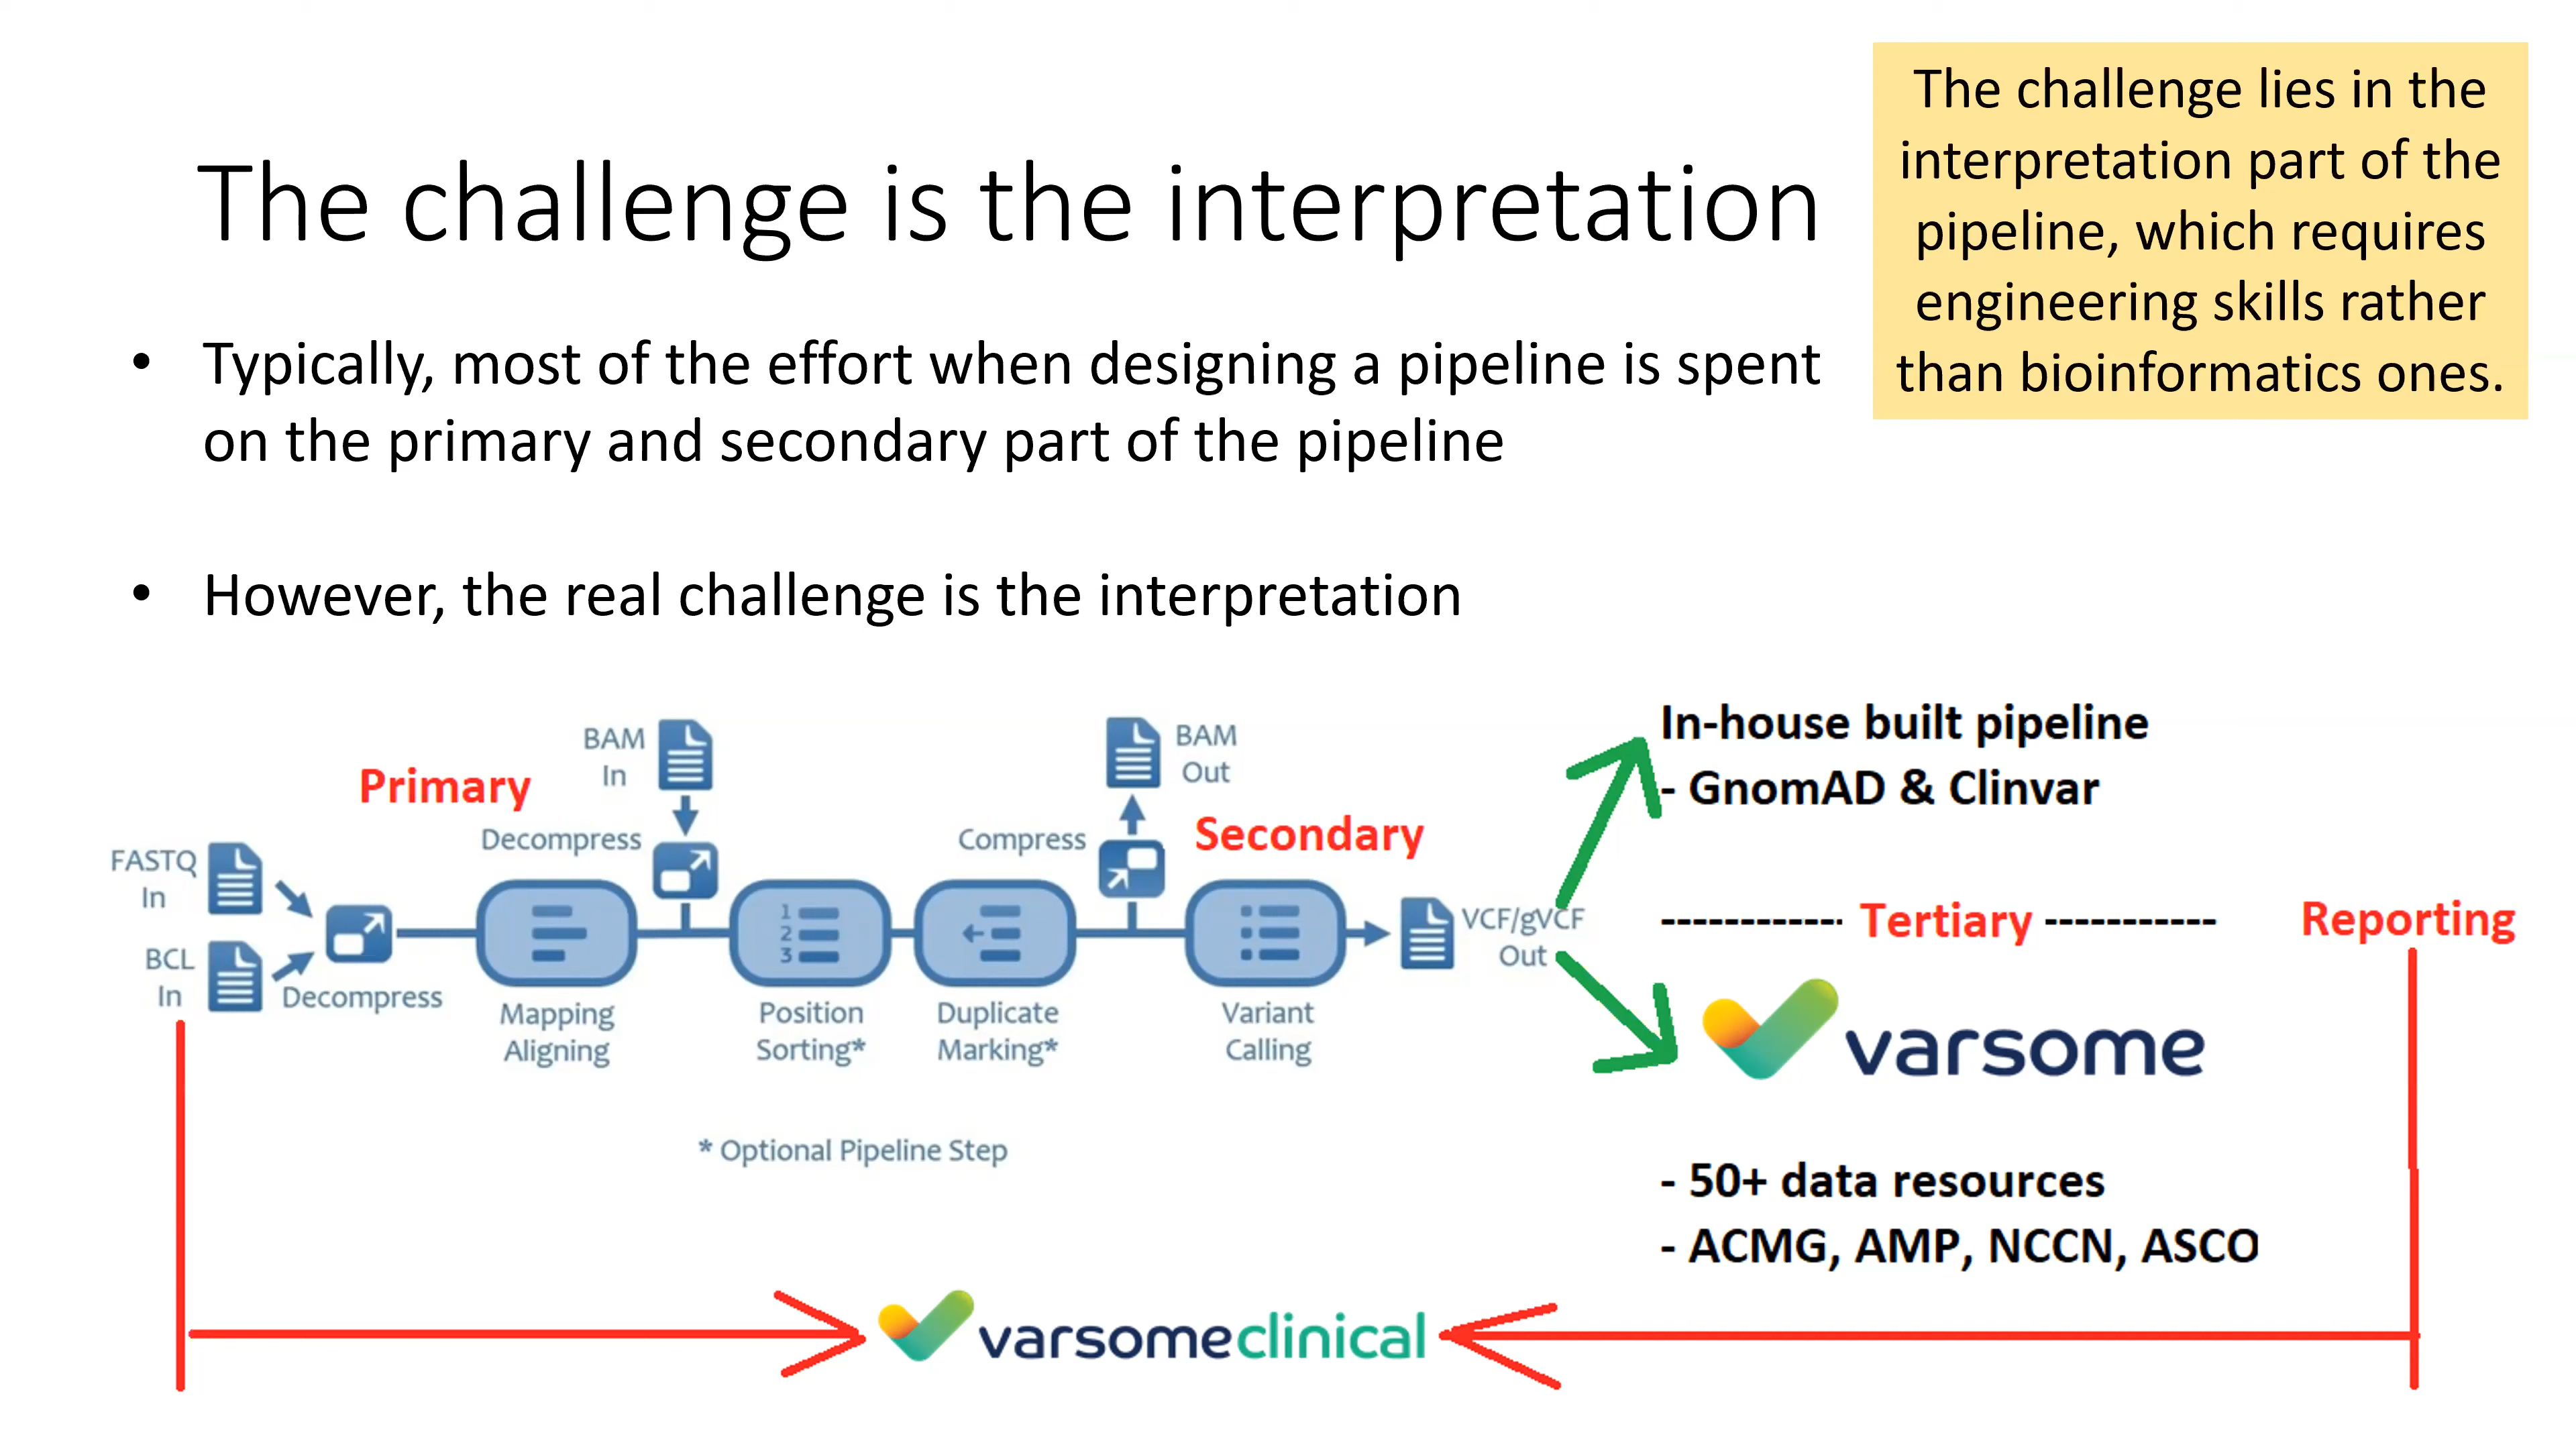 The challenge is the interpretation
The challenge lies in the
interpretation part of the
pipeline, which requires
engineering skills rather
than bioinformatics ones.
• Typically, most of the effort when designing a pipeline is spent
on the primary and secondary part of the pipeline
• However, the real challenge is the interpretation
Primary
BAM
In
Decompress
FASTQ
In
BCL
In
Decompress
Mapping
Aligning
1
2
3
Position
Sorting*
Duplicate
Marking*
Compress
BAM
Out
Secondary
Variant
Calling
VCF/gVCF
Out
* Optional Pipeline Step
In-house built pipeline
- GnomAD & Clinvar
------------ Tertiary -----------
varsome
- 50+ data resources
- ACMG, AMP, NCCN, ASCO
Reporting
varsomeclinical